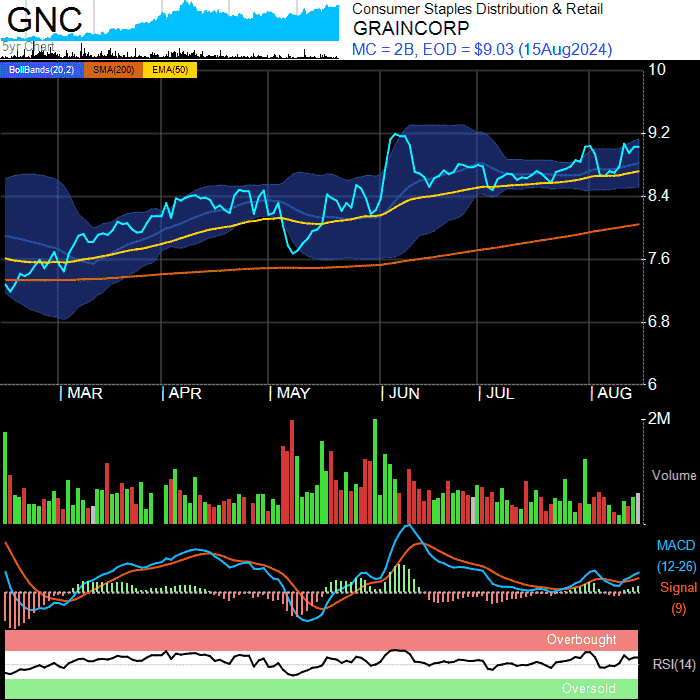 GNC
5yr Chart
Consumer Staples Distribution & Retail
GRAINCORP
MC = 2B, EOD = $9.03 (15Aug2024)
BollBands(20,2) SMA(200) EMA(50)
10
9.2
8.4
7.6
6.8
6
| MAR | APR | MAY | JUN | JUL | AUG
2M
Volume
MACD
(12-26)
Signal
(9)
Overbought
RSI(14)
Oversold